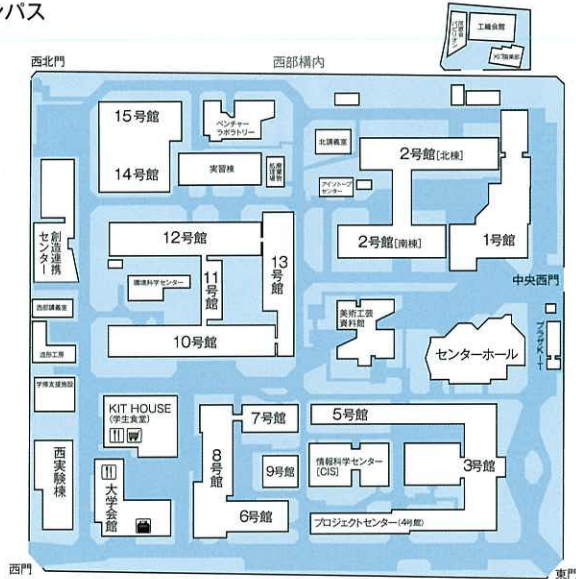 ンパス
工繊会館
KIT倶楽部
西北門
西部構内
15号館
14号館
ベンチャー
ラボラトリー
実習棟
北講義室
2号館[北棟]
アイソトープ
センター
2号館[南棟]
1号館
創造連携
センター
12号館
13号館
11号館
環境科学センター
10号館
中央西門
美術工芸
資料館
センターホール
プラザKIT
西部講義室
造形工房
KIT HOUSE
(学生食堂)
7号館
5号館
8号館
9号館
情報科学センター
[CIS]
3号館
西実験棟
大学会館
6号館
プロジェクトセンター(4号館)
西門
東門